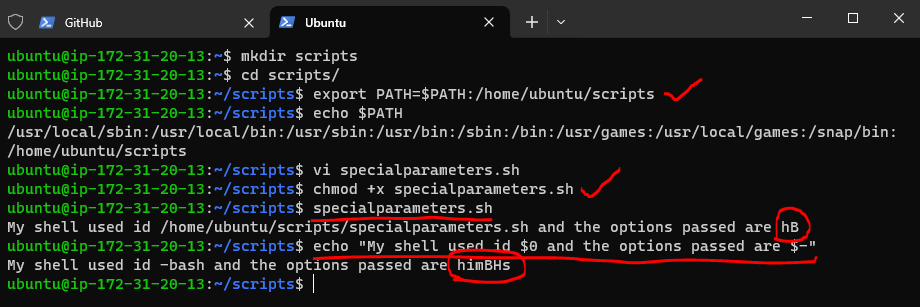 GitHub
Ubuntu
ubuntu@ip-172-31-20-13:~$ mkdir scripts
ubuntu@ip-172-31-20-13:~$ cd scripts/
ubuntu@ip-172-31-20-13:~/scripts$ export PATH=$PATH:/home/ubuntu/scripts
ubuntu@ip-172-31-20-13:~/scripts$ echo $PATH
/usr/local/sbin:/usr/local/bin:/usr/sbin:/usr/bin:/sbin:/bin:/usr/games:/usr/local/games:/snap/bin:
/home/ubuntu/scripts
ubuntu@ip-172-31-20-13:~/scripts$ vi specialparameters.sh
ubuntu@ip-172-31-20-13:~/scripts$ chmod +x specialparameters.sh
ubuntu@ip-172-31-20-13:~/scripts$ specialparameters.sh
My shell used id /home/ubuntu/scripts/specialparameters.sh and the options passed are hB
ubuntu@ip-172-31-20-13:~/scripts$ echo "My shell used id $0 and the options passed are $-"
My shell used id -bash and the options passed are himBHs
ubuntu@ip-172-31-20-13:~/scripts$